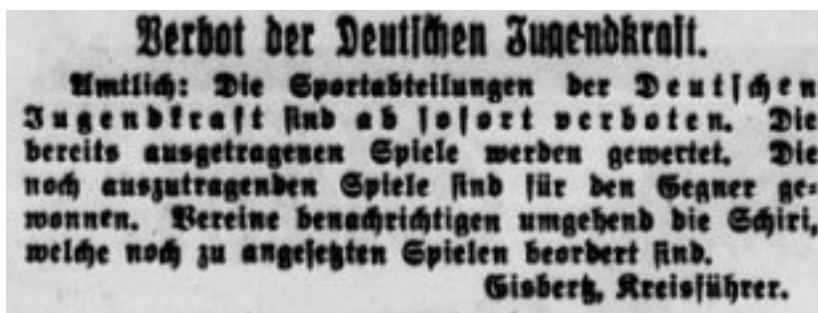 Verbot der Deutschen Jugendkraft.
Amtlich: Die Sportabteilungen der Deutschen
Jugendkraft sind ab sofort verboten. Die
bereits ausgetragenen Spiele werden gewertet. Die
noch auszutragenden Spiele sind für den Gegner ge-
wonnen. Vereine benachrichtigen umgehend die Schiri,
welche noch zu angesetzten Spielen beordert sind.
Gisbertz, Kreisführer.